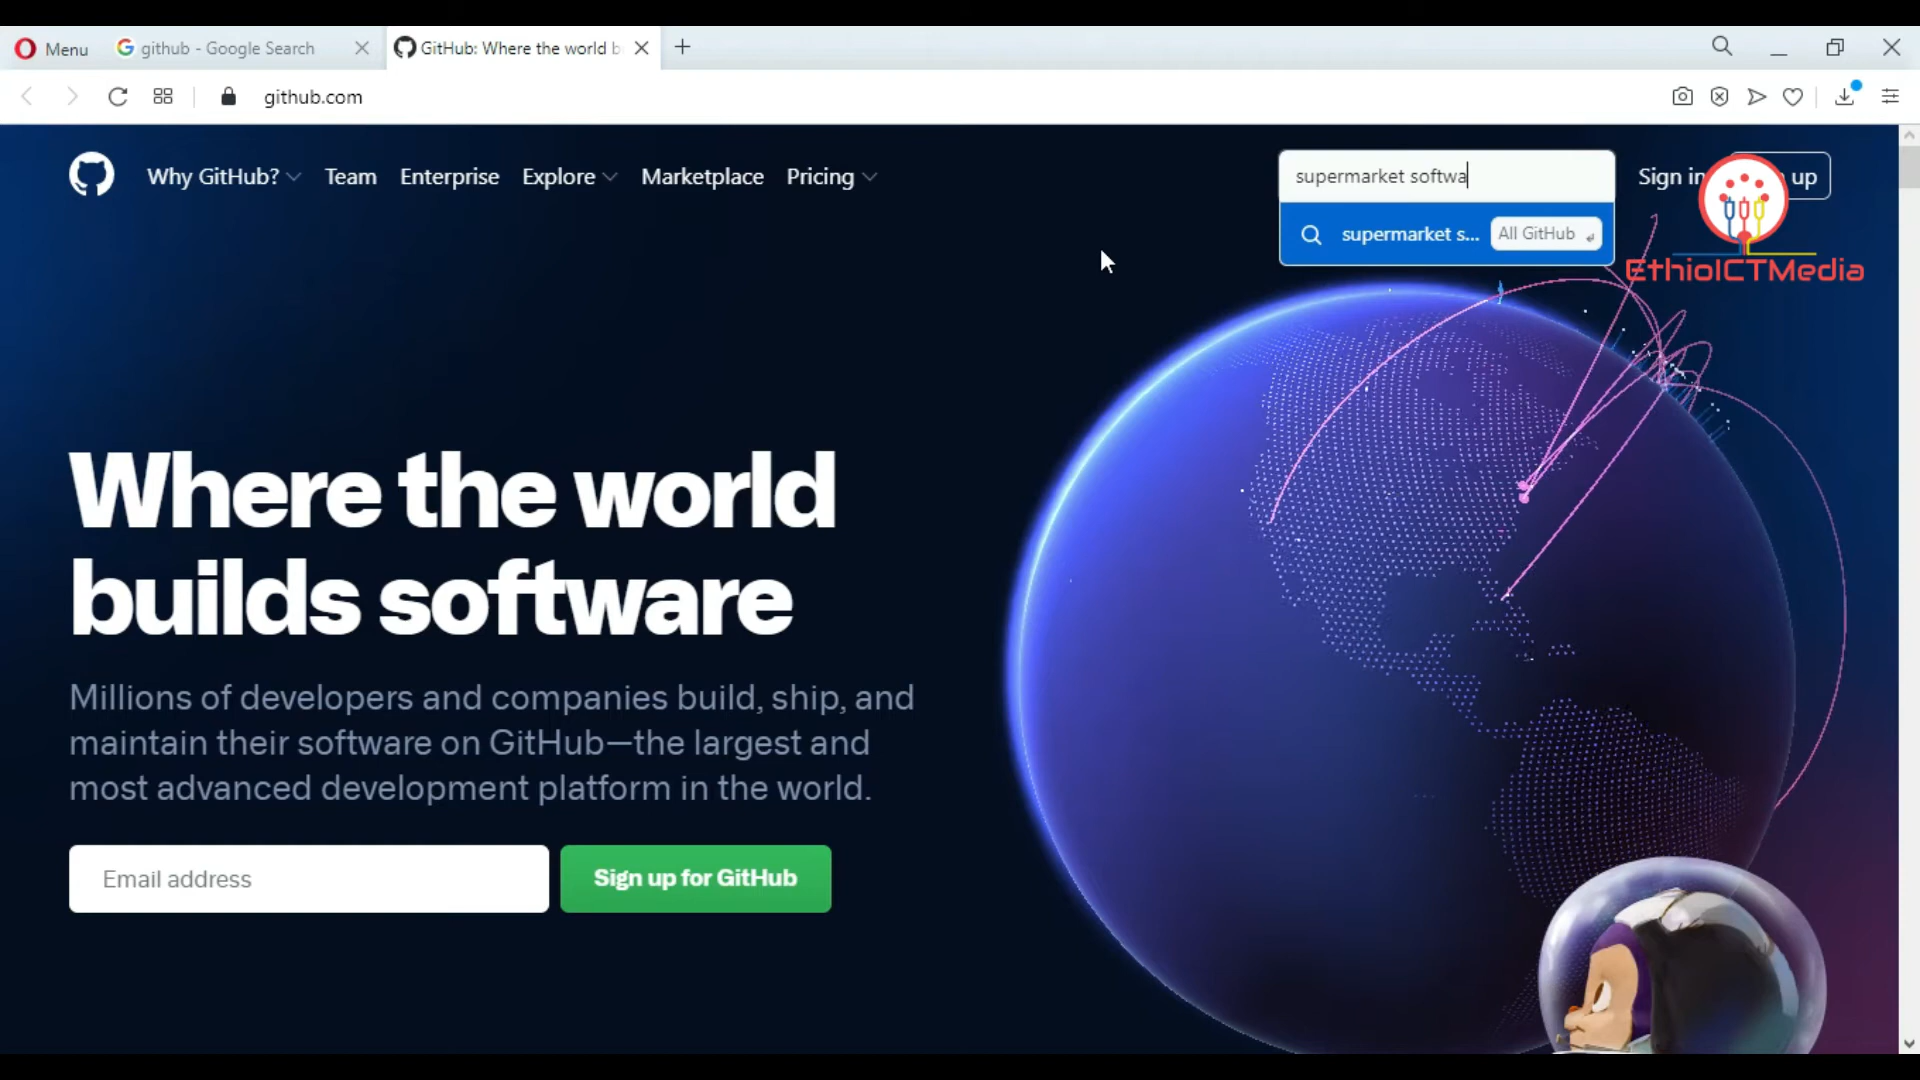 Menu
github - Google Search
GitHub: Where the world b
github.com
Why GitHub?
Team
Enterprise
Explore
Marketplace
Pricing
supermarket softwa
Sign in
up
supermarket s...
All GitHub
EthioICTMedia
Where the world
builds software
Millions of developers and companies build, ship, and
maintain their software on GitHub—the largest and
most advanced development platform in the world.
Email address
Sign up for GitHub